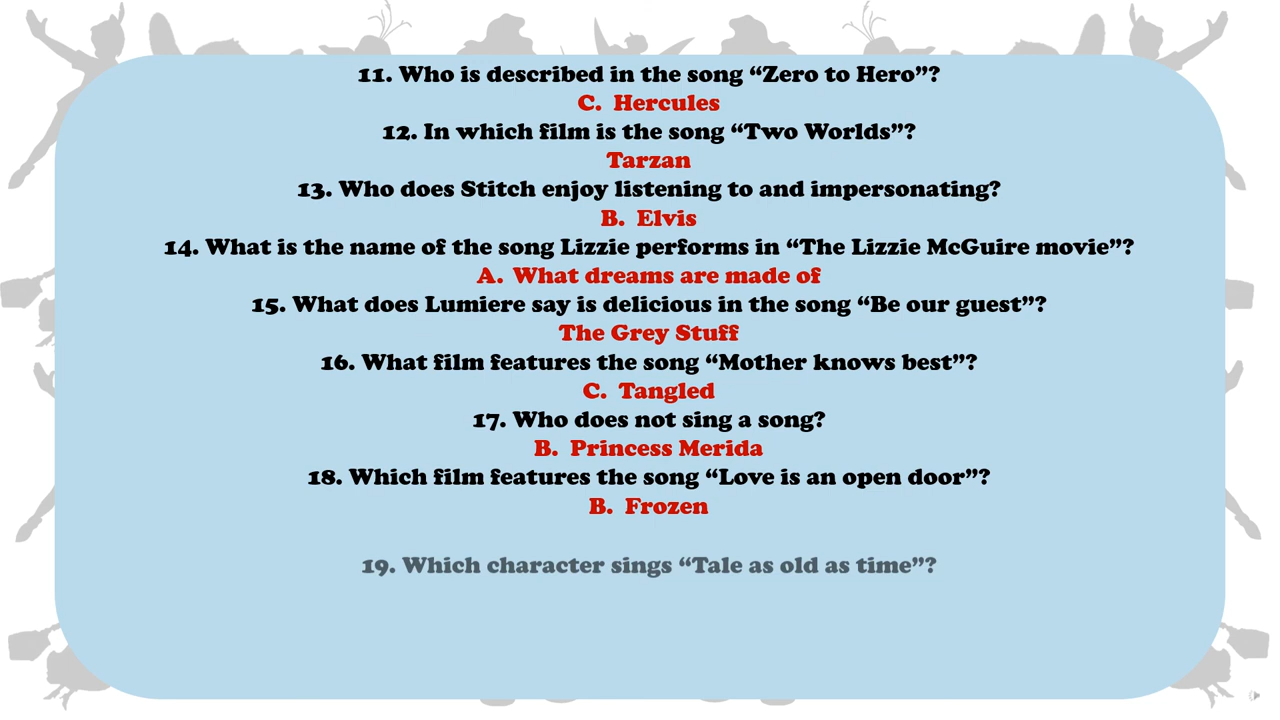 11. Who is described in the song “Zero to Hero”?
C. Hercules
12. In which film is the song “Two Worlds”?
Tarzan
13. Who does Stitch enjoy listening to and impersonating?
B. Elvis
14. What is the name of the song Lizzie performs in “The Lizzie McGuire movie”?
A. What dreams are made of
15. What does Lumiere say is delicious in the song “Be our guest”?
The Grey Stuff
16. What film features the song “Mother knows best”?
C. Tangled
17. Who does not sing a song?
B. Princess Merida
18. Which film features the song “Love is an open door”?
B. Frozen
19. Which character sings “Tale as old as time”?